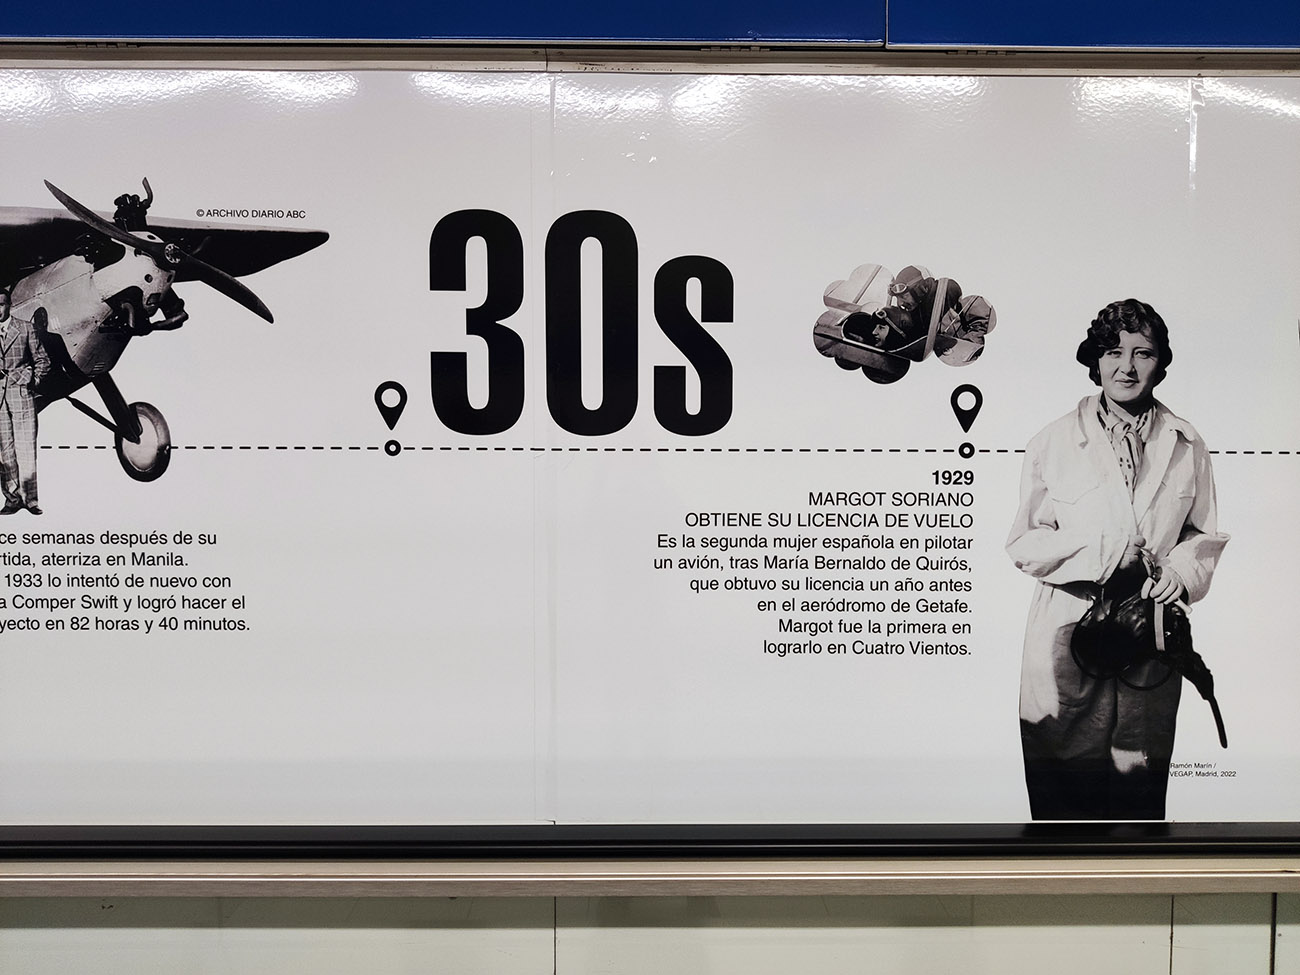 © ARCHIVO DIARIO ABC
30s
ce semanas después de su
rtida, aterriza en Manila.
1933 lo intentó de nuevo con
a Comper Swift y logró hacer el
yecto en 82 horas y 40 minutos.
1929
MARGOT SORIANO
OBTIENE SU LICENCIA DE VUELO
Es la segunda mujer española en pilotar
un avión, tras María Bernaldo de Quirós,
que obtuvo su licencia un año antes
en el aeródromo de Getafe.
Margot fue la primera en
lograrlo en Cuatro Vientos.
Ramón Marín /
VEGAP, Madrid, 2022